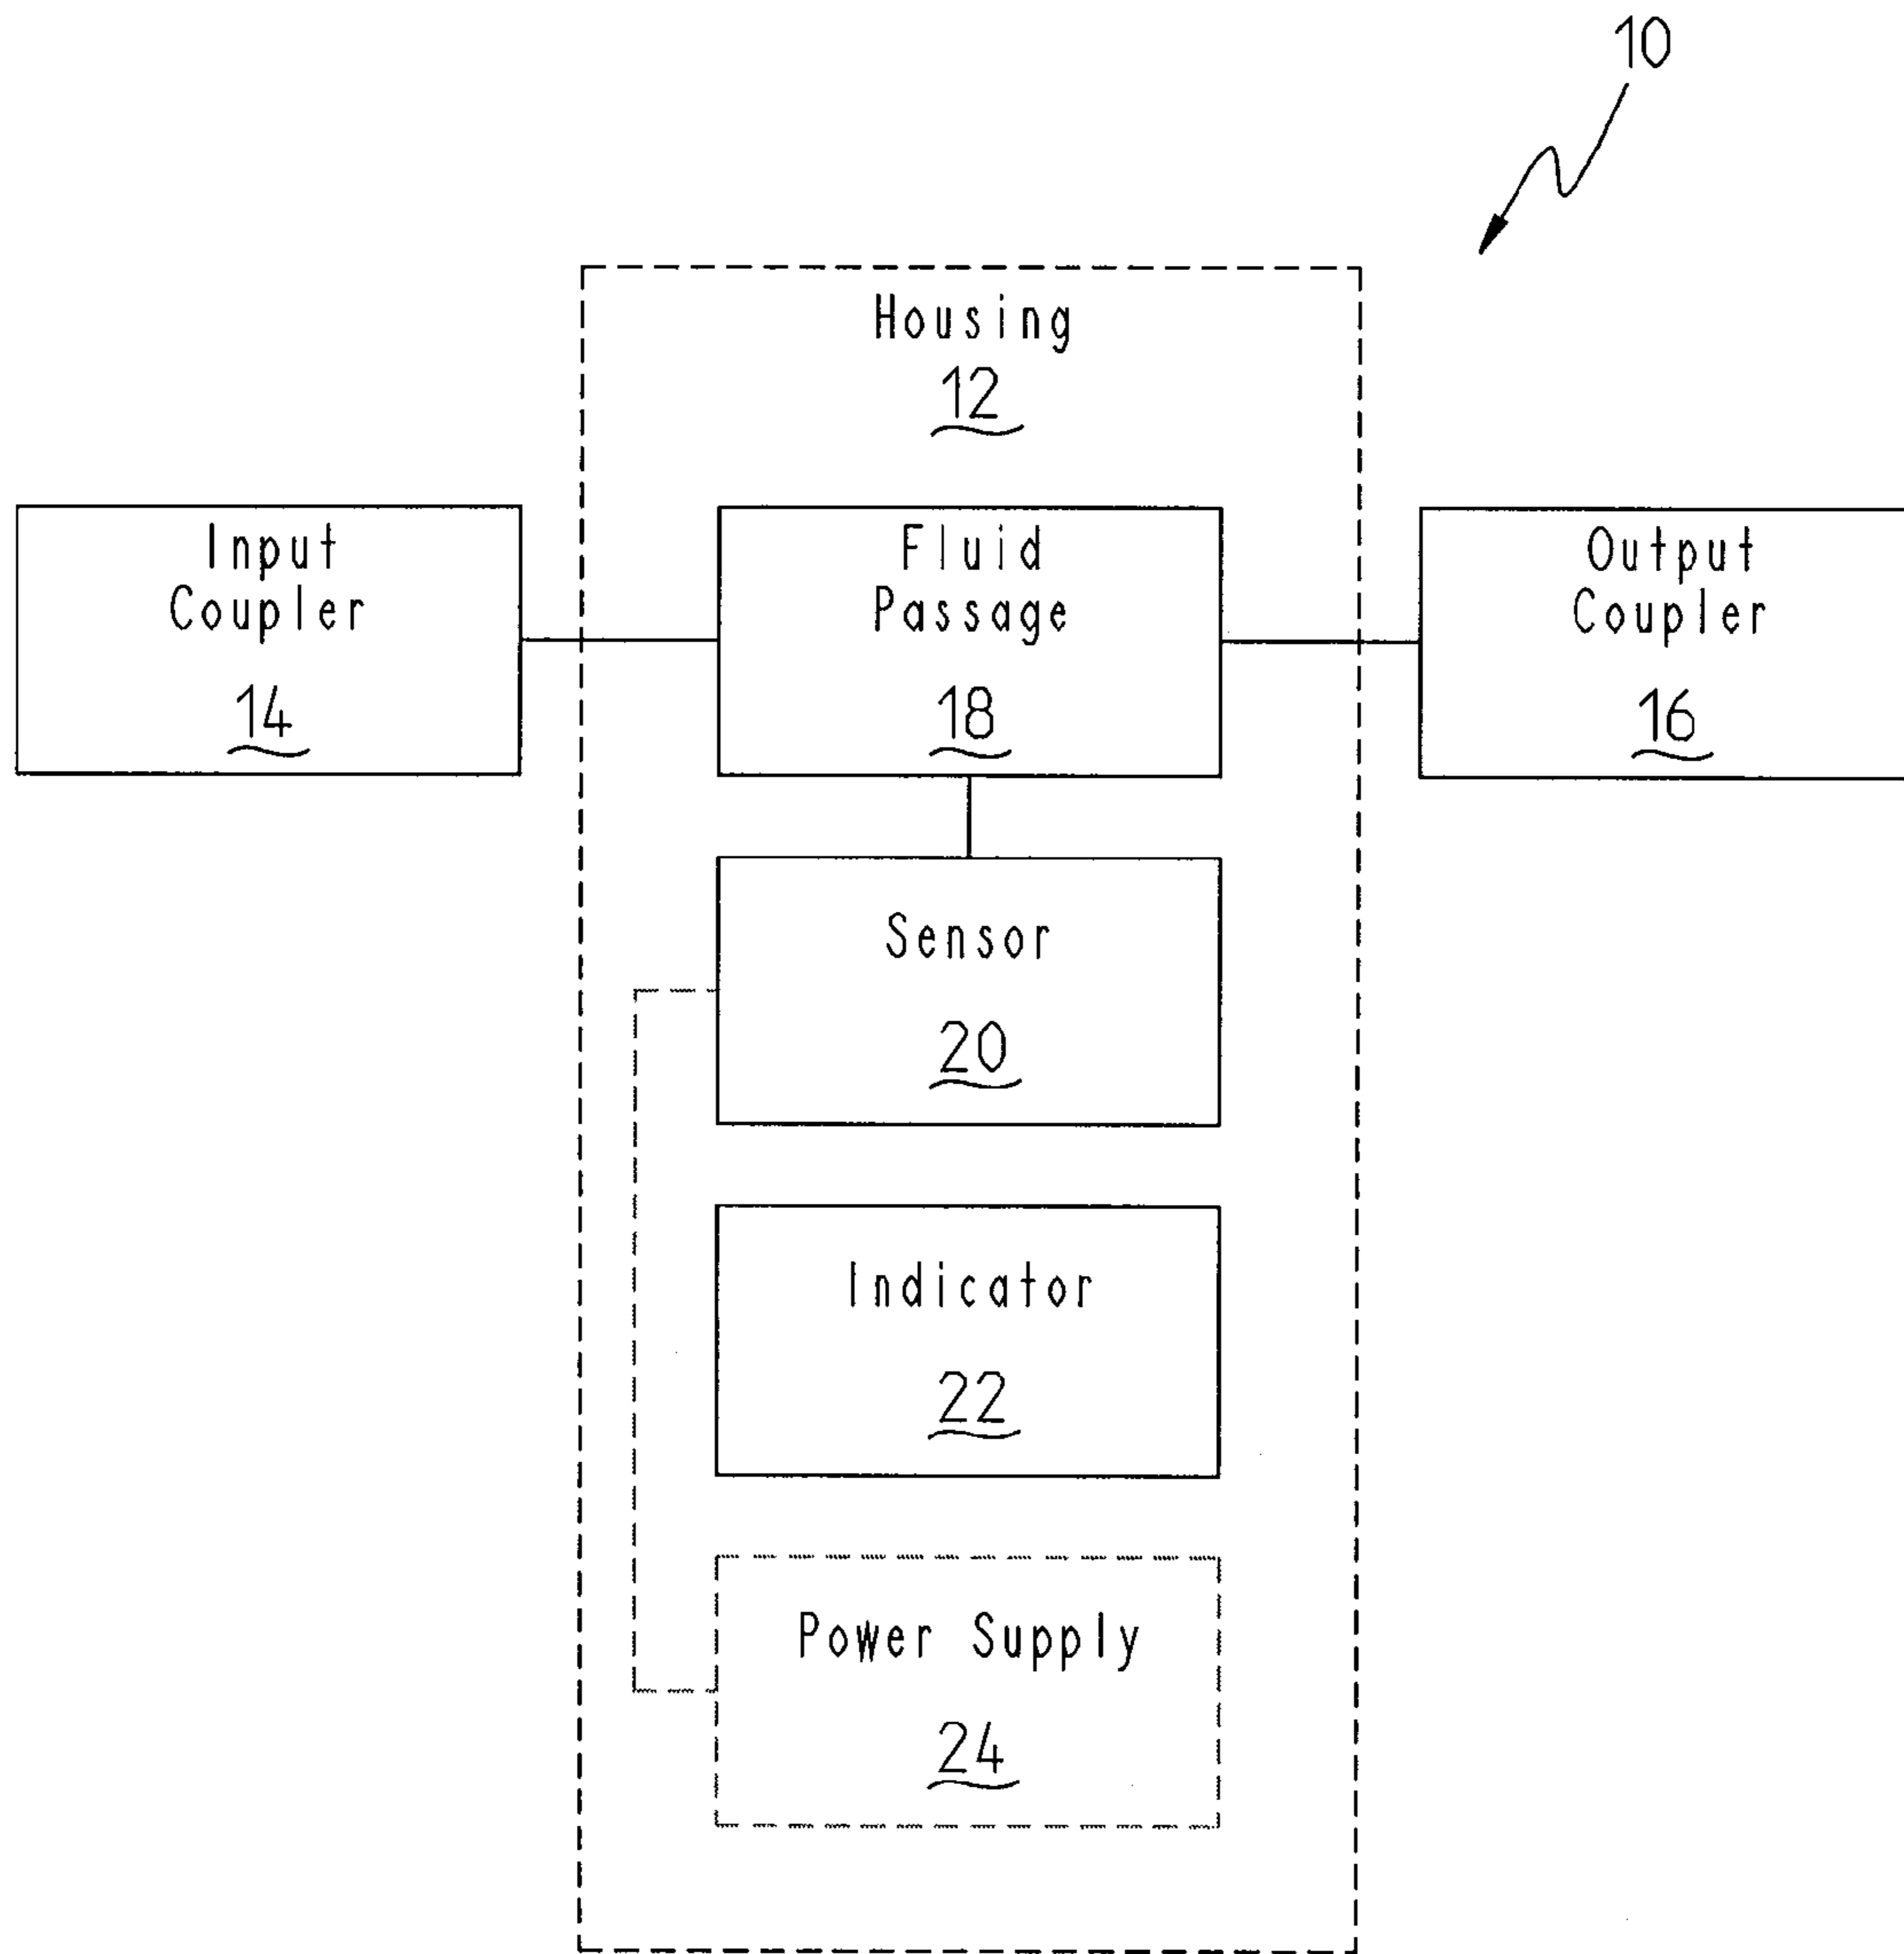 10
Housing
12
Input
Coupler
14
Fluid
Passage
18
Output
Coupler
16
Sensor
20
Indicator
22
Power Supply
24